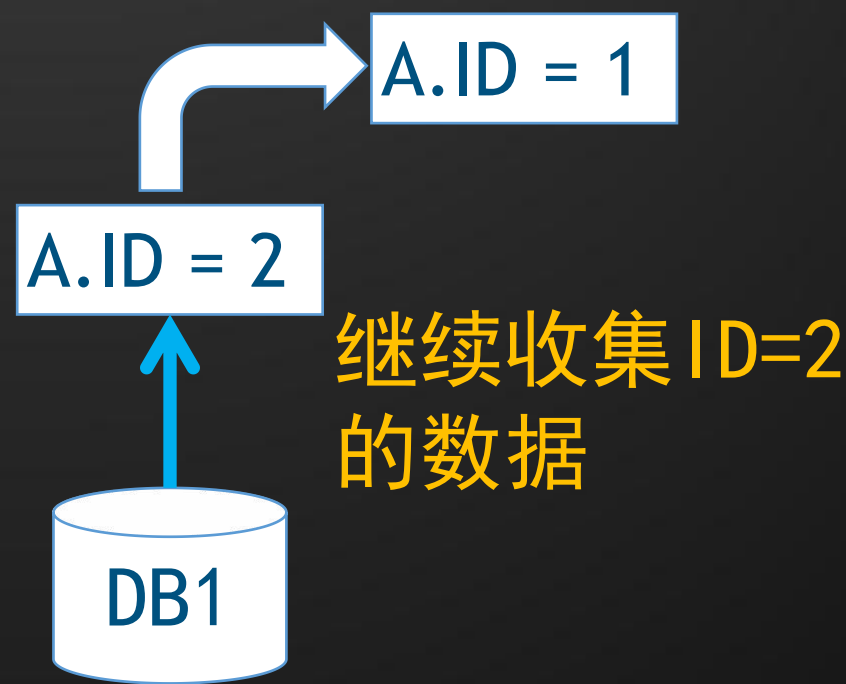 A.ID = 1
A.ID = 2
继续收集ID=2
的数据
DB1